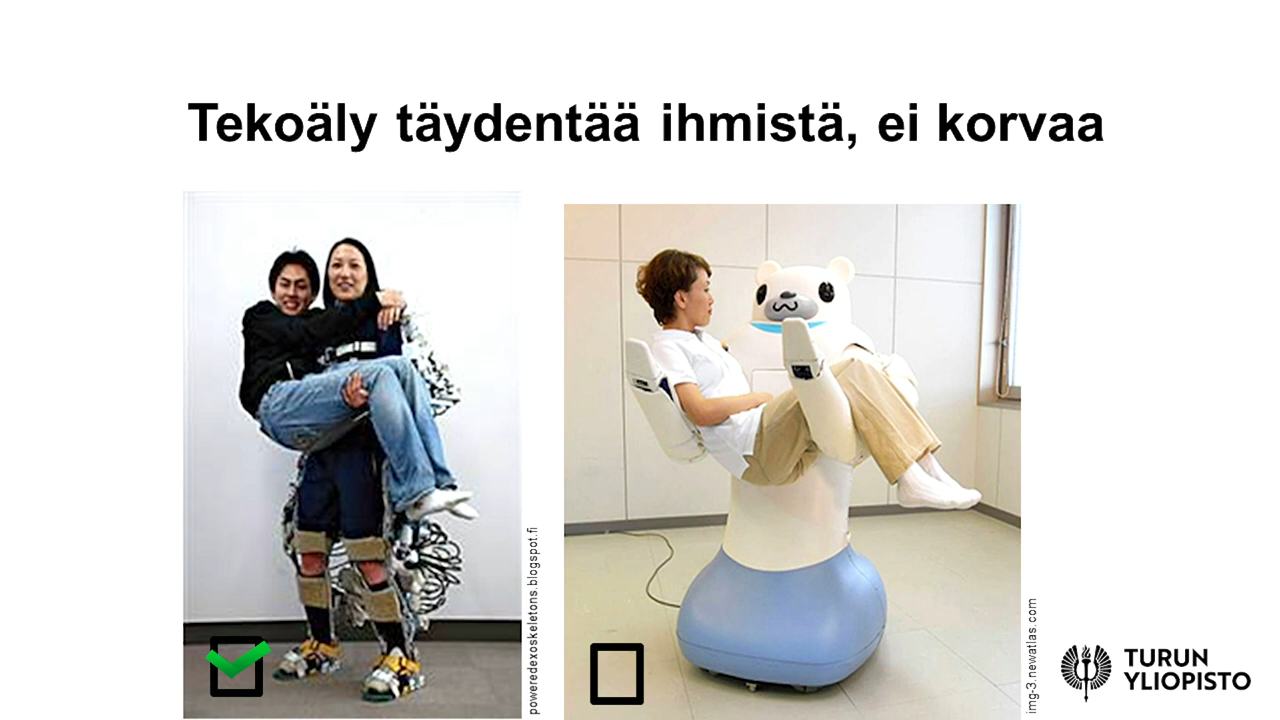 Tekoäly täydentää ihmistä, ei korvaa
poweredexoskeletons.blogspot.fi
img-3.newatlas.com
TURUN
YLIOPISTO